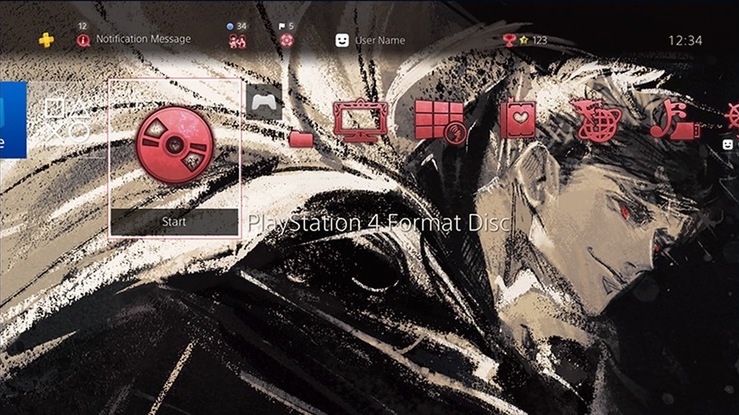 12
34
5
Notification Message
User Name
123
12:34
e
Start
PlayStation 4 Format Disc